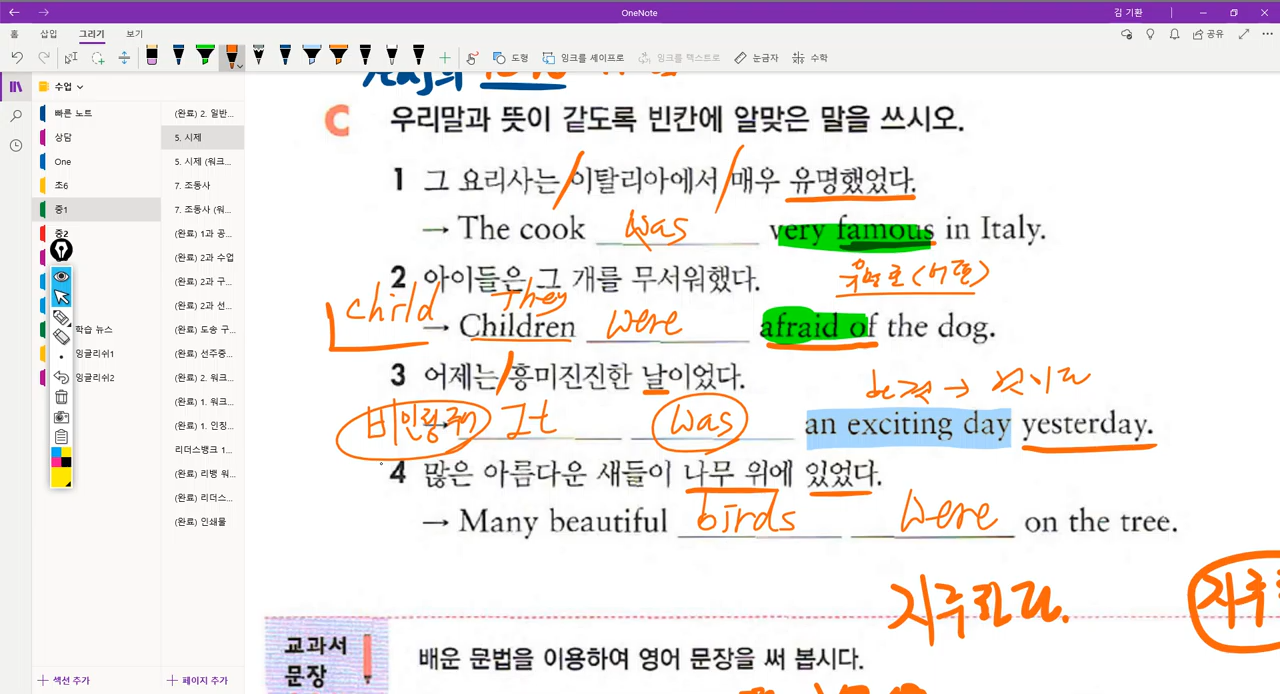 OneNote
김 기환
홈 삽입 그리기 보기
공유
도형 잉크를 셰이프로 잉크를 텍스트로 눈금자 수학
수업
빠른 노트
상담
One
초6
중1
중2
학습 뉴스
잉글리쉬1
잉글리쉬2
섹션 추가
(완료) 2. 일반...
5. 시제
5. 시제 (워크...
7. 조동사
7. 조동사 (워...
(완료) 1과 공...
(완료) 2과 수업
(완료) 2과 구...
(완료) 2과 선...
(완료) 도송 구...
(완료) 선주중...
(완료) 2. 워크...
(완료) 1. 워크...
(완료) 1. 인칭...
리더스뱅크 1...
(완료) 리뱅 워...
(완료) 리더스...
(완료) 인쇄물
페이지 추가
C 우리말과 뜻이 같도록 빈칸에 알맞은 말을 쓰시오.
1 그 요리사는 이탈리아에서 매우 유명했었다.
→ The cook was very famous in Italy.
2 아이들은 그 개를 무서워했다.
child They
→ Children were afraid of the dog.
3 어제는 흥미진진한 날이었다.
비인칭주어 It was an exciting day yesterday.
4 많은 아름다운 새들이 나무 위에 있었다.
→ Many beautiful birds were on the tree.
지루한
지루
교과서
문장
배운 문법을 이용하여 영어 문장을 써 봅시다.